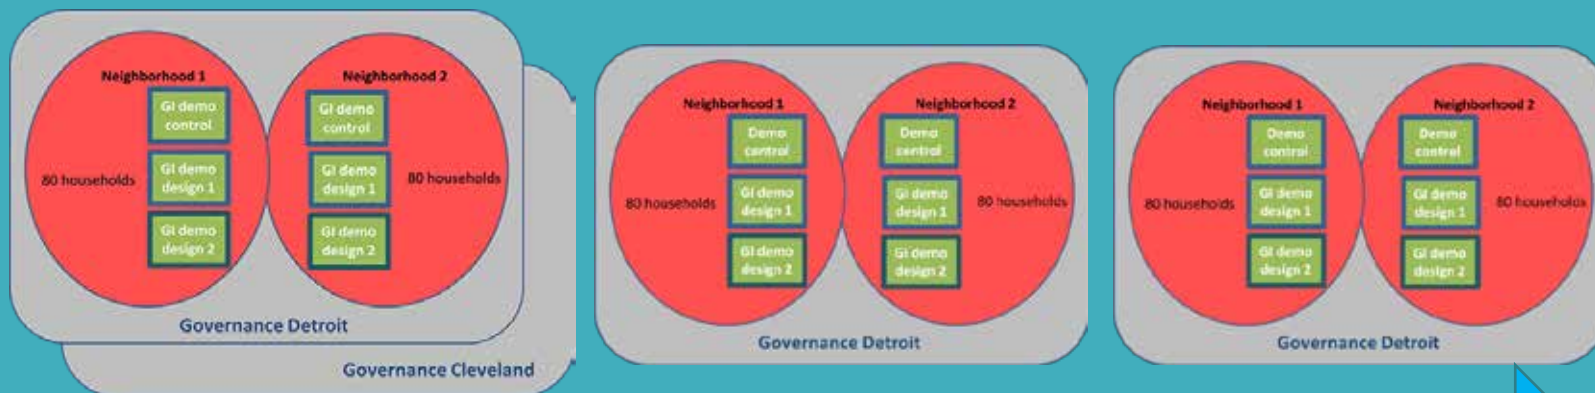 Neighborhood 1
Neighborhood 2
GI demo
control
GI demo
control
80 households
GI demo
design 1
GI demo
design 1
80 households
GI demo
design 2
GI demo
design 2
Governance Detroit
Governance Cleveland
Neighborhood 1
Neighborhood 2
Demo
control
Demo
control
80 households
GI demo
design 1
GI demo
design 1
80 households
GI demo
design 2
GI demo
design 2
Governance Detroit
Neighborhood 1
Neighborhood 2
Demo
control
Demo
control
80 households
GI demo
design 1
GI demo
design 1
80 households
GI demo
design 2
GI demo
design 2
Governance Detroit